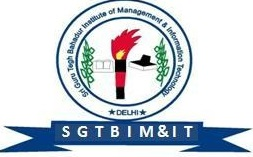 Sri Guru Tegh Bahadur Institute of Management & Information Technology
★DELHI★
SGTBIM&IT